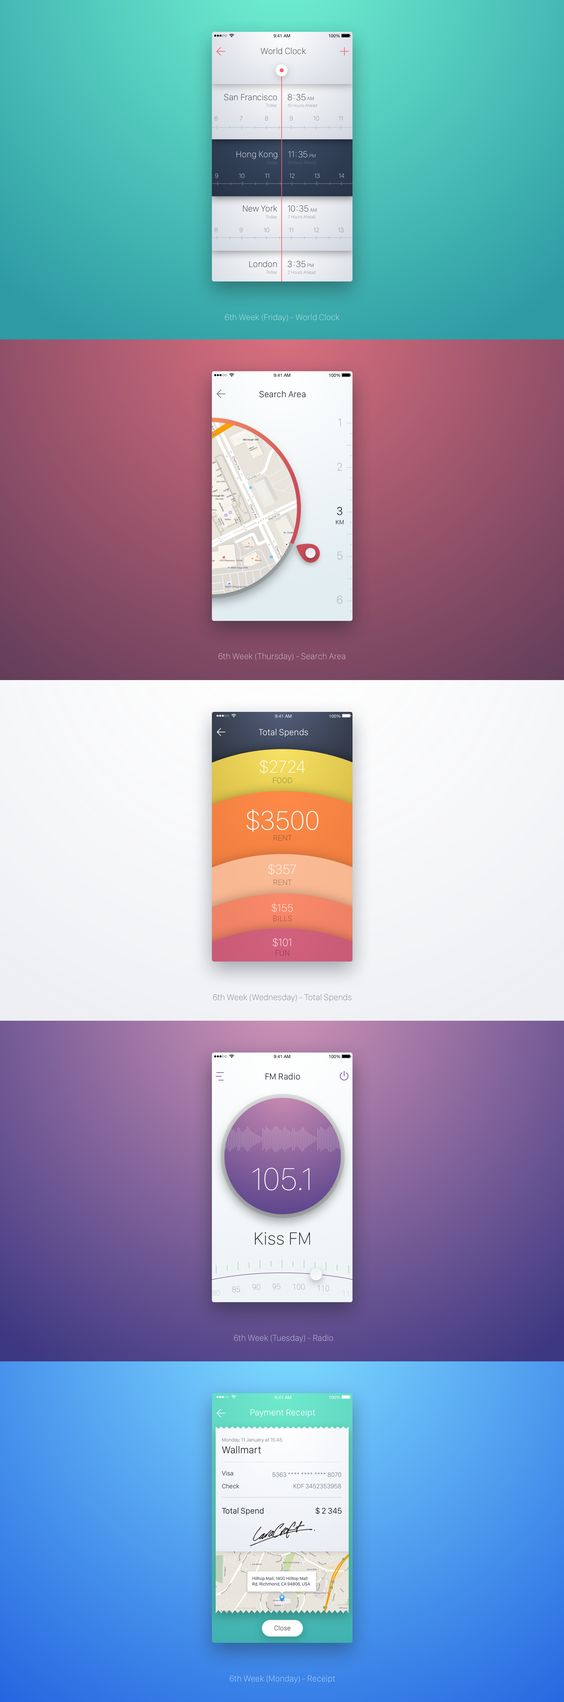 9:41 AM 100%
World Clock
San Francisco 8:35 AM
Today 15 Hours Ahead
6 7 8 9 10 11
Hong Kong 11:35 PM
Today
9 10 11 12 13 14
New York 10:35 AM
Today 7 Hours Ahead
8 9 10 11 12 13
London 3:35 PM
Today 2 Hours Ahead
6th Week (Friday) - World Clock
9:41 AM 100%
Search Area
1
2
3
KM
5
6
6th Week (Thursday) - Search Area
9:41 AM 100%
Total Spends
$2724
FOOD
$3500
RENT
$357
RENT
$155
BILLS
$101
FUN
6th Week (Wednesday) - Total Spends
9:41 AM 100%
FM Radio
105.1
Kiss FM
80 85 90 95 100 110 11
6th Week (Tuesday) - Radio
9:41 AM 100%
Payment Receipt
Monday, 11 January at 15:45,
Wallmart
Visa 5363 **** **** **** 8070
Check KDF 3452353958
Total Spend $ 2 345
Hilltop Mall, 1400 Hilltop Mall
Rd, Richmond, CA 94806, USA
Close
6th Week (Monday) - Receipt